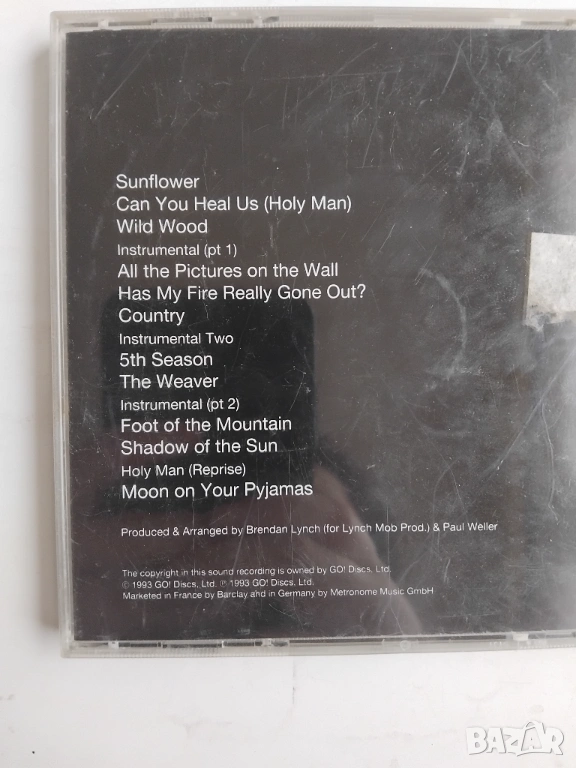 Sunflower
Can You Heal Us (Holy Man)
Wild Wood
Instrumental (pt 1)
All the Pictures on the Wall
Has My Fire Really Gone Out?
Country
Instrumental Two
5th Season
The Weaver
Instrumental (pt 2)
Foot of the Mountain
Shadow of the Sun
Holy Man (Reprise)
Moon on Your Pyjamas
Produced & Arranged by Brendan Lynch (for Lynch Mob Prod.) & Paul Weller
The copyright in this sound recording is owned by GO! Discs, Ltd.
© 1993 GO! Discs, Ltd. ℗ 1993 GO! Discs, Ltd.
Marketed in France by Barclay and in Germany by Metronome Music GmbH
BAZAR